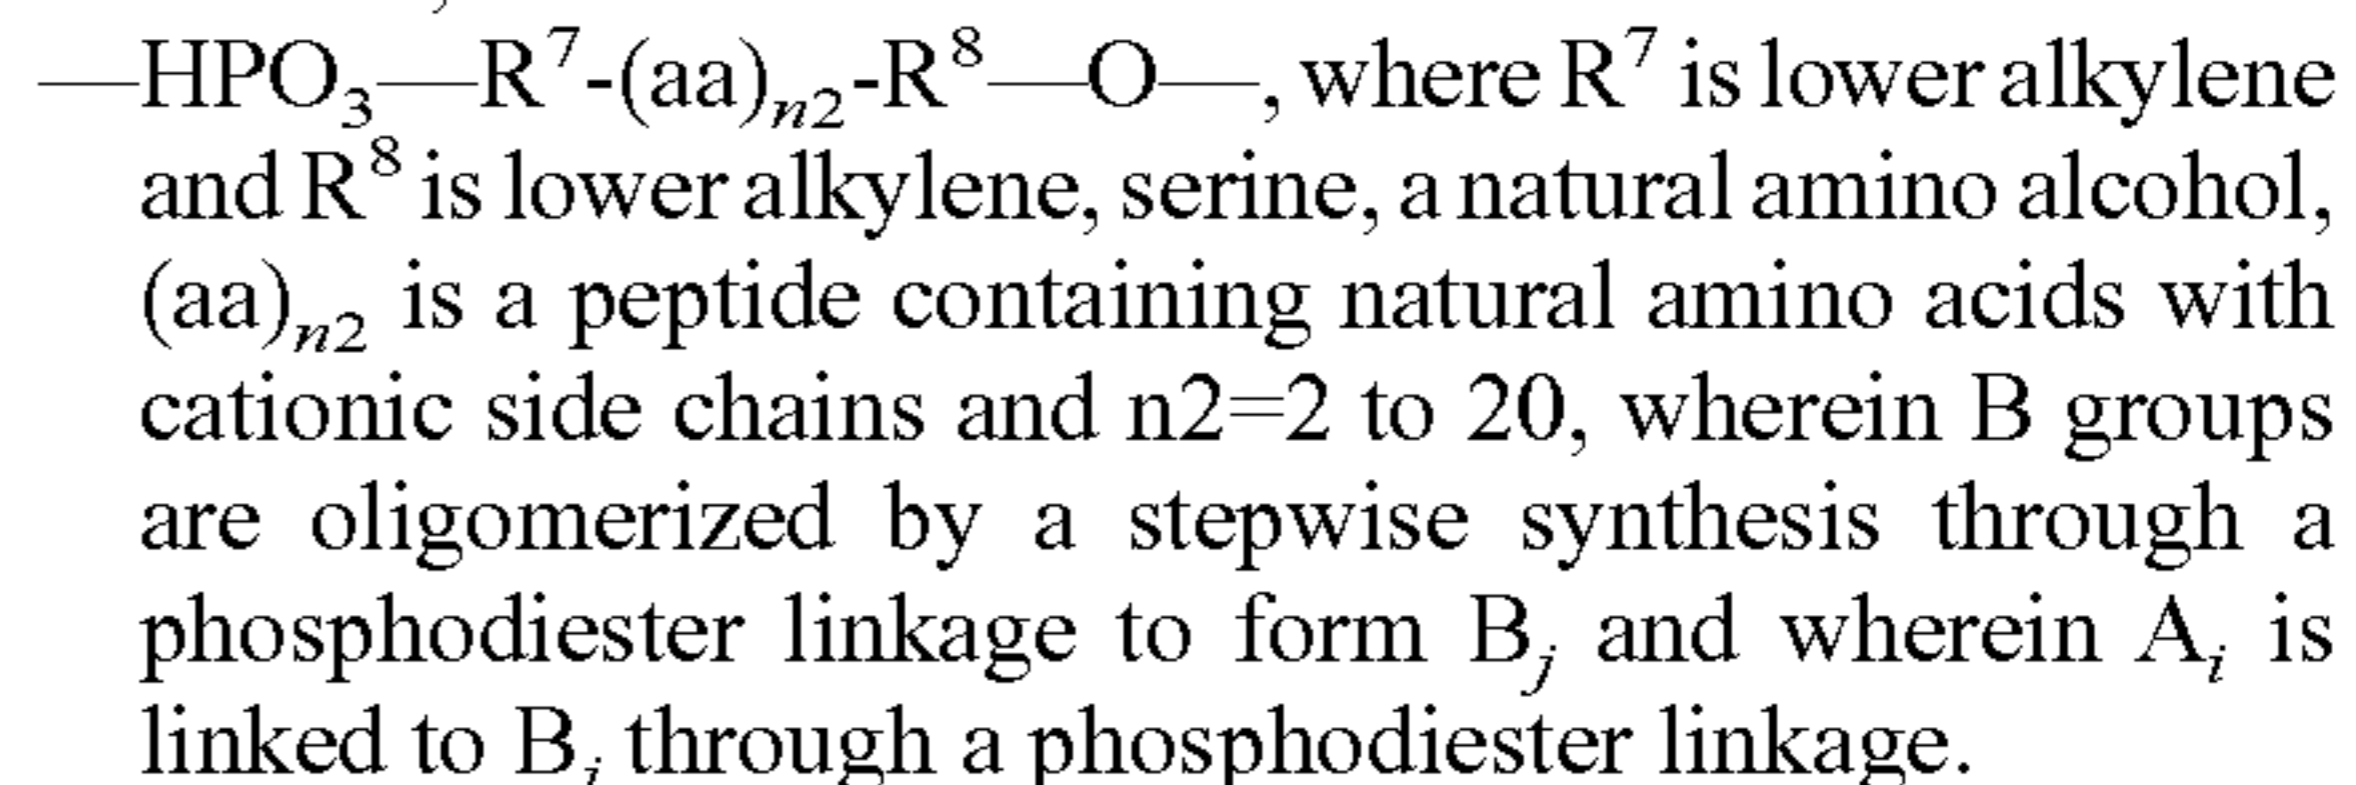 —HPO₃—R⁷-(aa)ₙ₂-R⁸—O—, where R⁷ is lower alkylene
and R⁸ is lower alkylene, serine, a natural amino alcohol,
(aa)ₙ₂ is a peptide containing natural amino acids with
cationic side chains and n2=2 to 20, wherein B groups
are oligomerized by a stepwise synthesis through a
phosphodiester linkage to form Bⱼ and wherein Aᵢ is
linked to Bⱼ through a phosphodiester linkage.